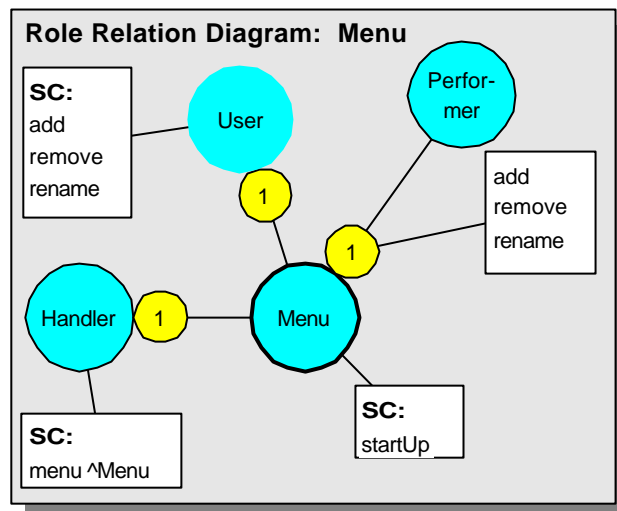 Role Relation Diagram: Menu
SC:
add
remove
rename
User
Perfor-
mer
1
add
remove
rename
1
Handler
1
Menu
SC:
startUp
SC:
menu ^Menu